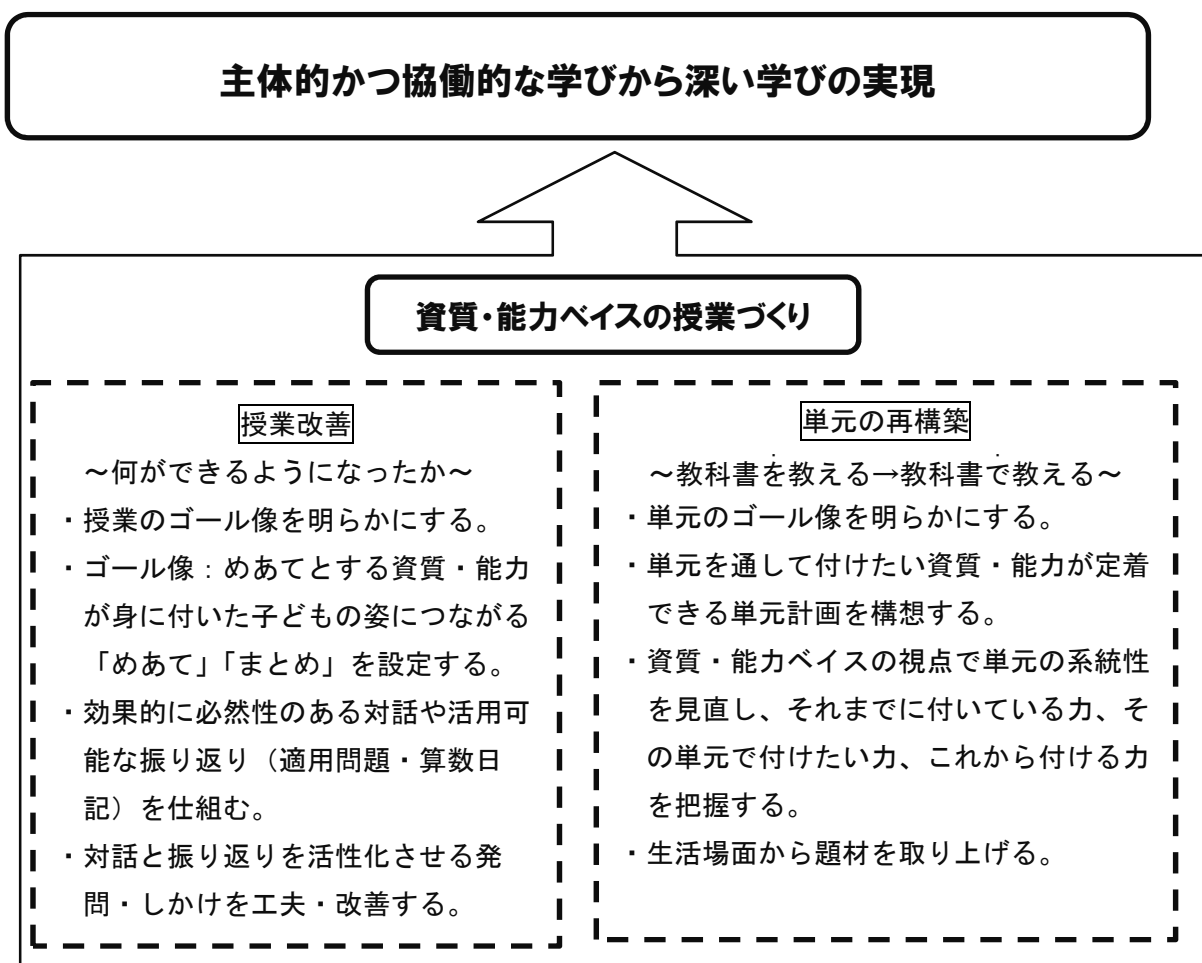 主体的かつ協働的な学びから深い学びの実現
資質・能力ベイスの授業づくり
授業改善
～何ができるようになったか～
・授業のゴール像を明らかにする。
・ゴール像：めあてとする資質・能力
が身に付いた子どもの姿につながる
「めあて」「まとめ」を設定する。
・効果的に必然性のある対話や活用可
能な振り返り（適用問題・算数日
記）を仕組む。
・対話と振り返りを活性化させる発
問・しかけを工夫・改善する。
単元の再構築
～教科書を教える→教科書で教える～
・単元のゴール像を明らかにする。
・単元を通して付けたい資質・能力が定着
できる単元計画を構想する。
・資質・能力ベイスの視点で単元の系統性
を見直し、それまでに付いている力、そ
の単元で付けたい力、これから付ける力
を把握する。
・生活場面から題材を取り上げる。